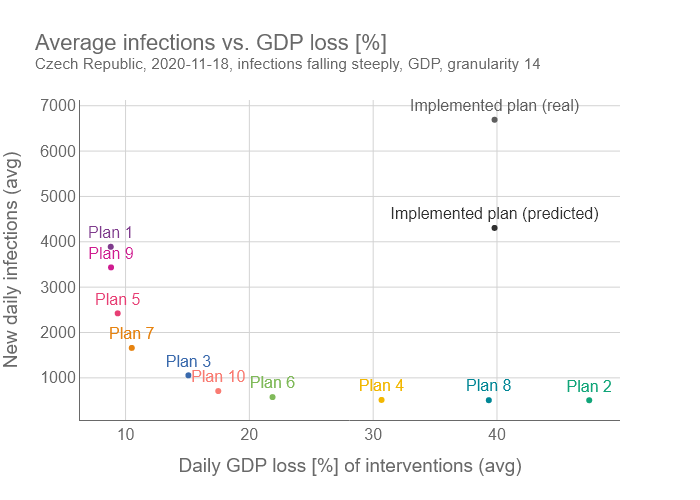 Average infections vs. GDP loss [%]
Czech Republic, 2020-11-18, infections falling steeply, GDP, granularity 14
New daily infections (avg)
7000
6000
5000
4000
3000
2000
1000
Implemented plan (real)
Implemented plan (predicted)
Plan 1
Plan 9
Plan 5
Plan 7
Plan 3
Plan 10
Plan 6
Plan 4
Plan 8
Plan 2
10
20
30
40
Daily GDP loss [%] of interventions (avg)